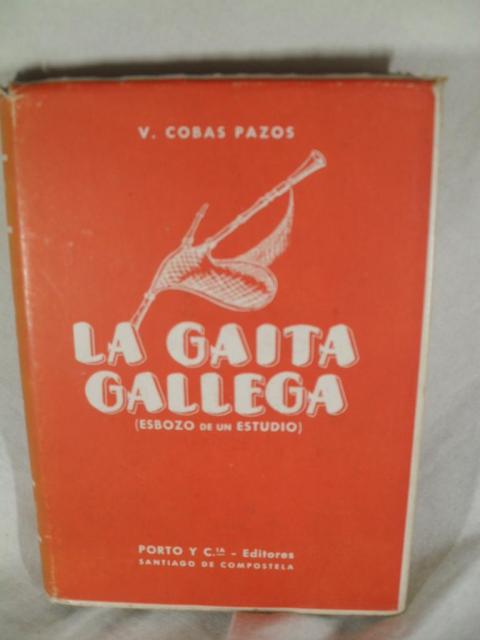 V. COBAS PAZOS
LA GAITA
GALLEGA
(ESBOZO DE UN ESTUDIO)
PORTO Y C.IA - Editores
SANTIAGO DE COMPOSTELA